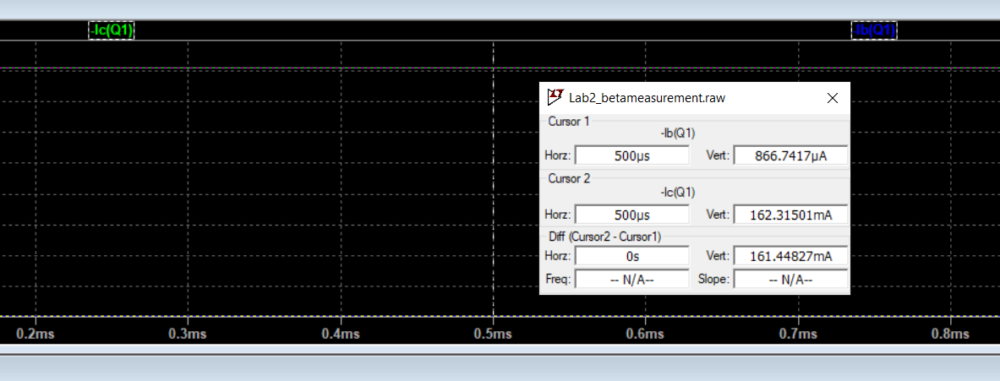 -Ic(Q1) -Ib(Q1)
Lab2_betameasurement.raw
Cursor 1
-Ib(Q1)
Horz: 500µs Vert: 866.7417µA
Cursor 2
-Ic(Q1)
Horz: 500µs Vert: 162.31501mA
Diff (Cursor2 - Cursor1)
Horz: 0s Vert: 161.44827mA
Freq: -- N/A-- Slope: -- N/A--
0.2ms 0.3ms 0.4ms 0.5ms 0.6ms 0.7ms 0.8ms